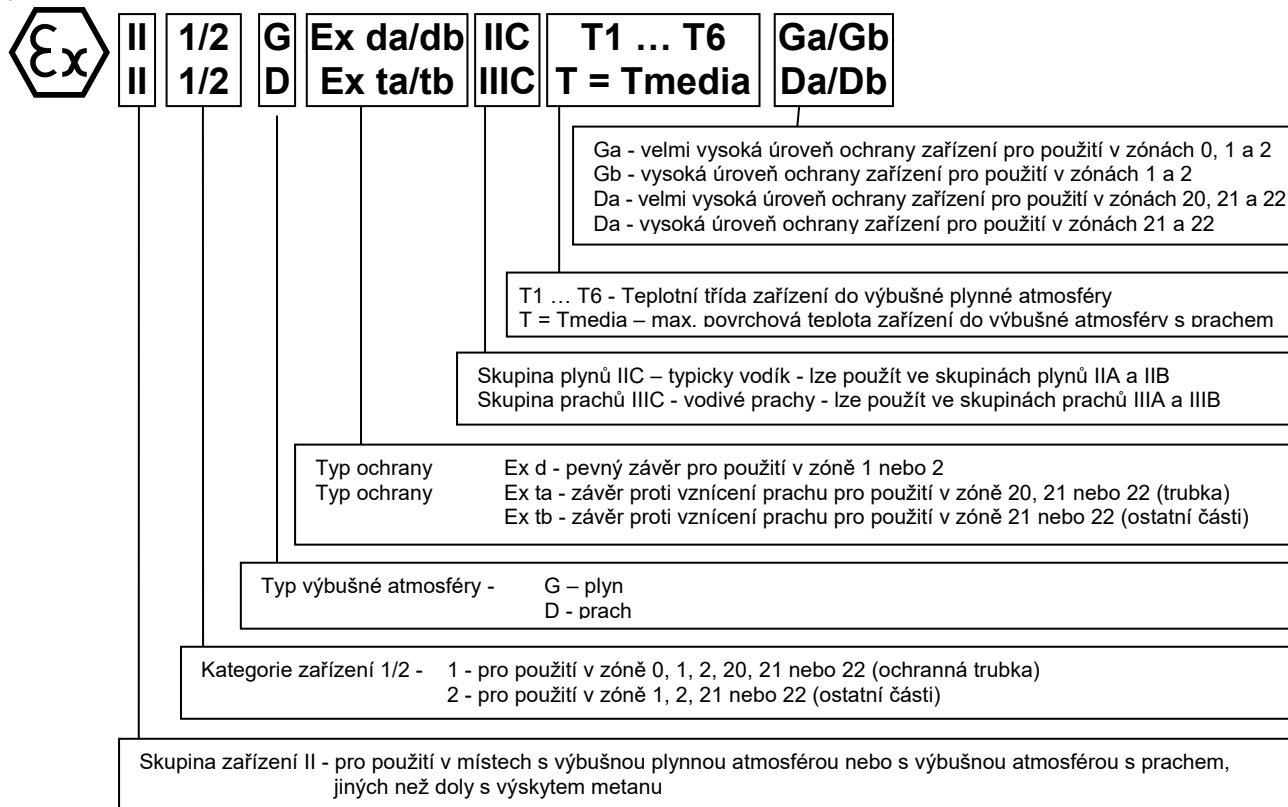 Ex II 1/2 G Ex da/db IIC T1 … T6 Ga/Gb
II 1/2 D Ex ta/tb IIIC T = Tmedia Da/Db
Ga - velmi vysoká úroveň ochrany zařízení pro použití v zónách 0, 1 a 2
Gb - vysoká úroveň ochrany zařízení pro použití v zónách 1 a 2
Da - velmi vysoká úroveň ochrany zařízení pro použití v zónách 20, 21 a 22
Da - vysoká úroveň ochrany zařízení pro použití v zónách 21 a 22
T1 … T6 - Teplotní třída zařízení do výbušné plynné atmosféry
T = Tmedia – max. povrchová teplota zařízení do výbušné atmosféry s prachem
Skupina plynů IIC – typicky vodík - lze použít ve skupinách plynů IIA a IIB
Skupina prachů IIIC - vodivé prachy - lze použít ve skupinách prachů IIIA a IIIB
Typ ochrany Ex d - pevný závěr pro použití v zóně 1 nebo 2
Typ ochrany Ex ta - závěr proti vznícení prachu pro použití v zóně 20, 21 nebo 22 (trubka)
Ex tb - závěr proti vznícení prachu pro použití v zóně 21 nebo 22 (ostatní části)
Typ výbušné atmosféry - G – plyn
D - prach
Kategorie zařízení 1/2 - 1 - pro použití v zóně 0, 1, 2, 20, 21 nebo 22 (ochranná trubka)
2 - pro použití v zóně 1, 2, 21 nebo 22 (ostatní části)
Skupina zařízení II - pro použití v místech s výbušnou plynnou atmosférou nebo s výbušnou atmosférou s prachem,
jiných než doly s výskytem metanu